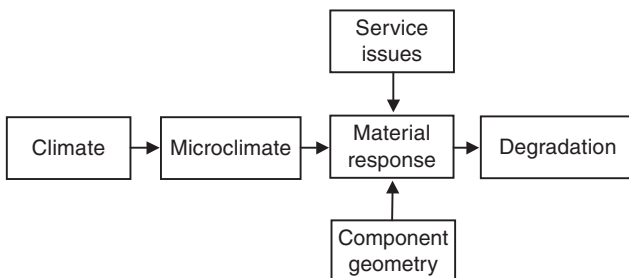 Service
issues
Climate
Microclimate
Material
response
Degradation
Component
geometry